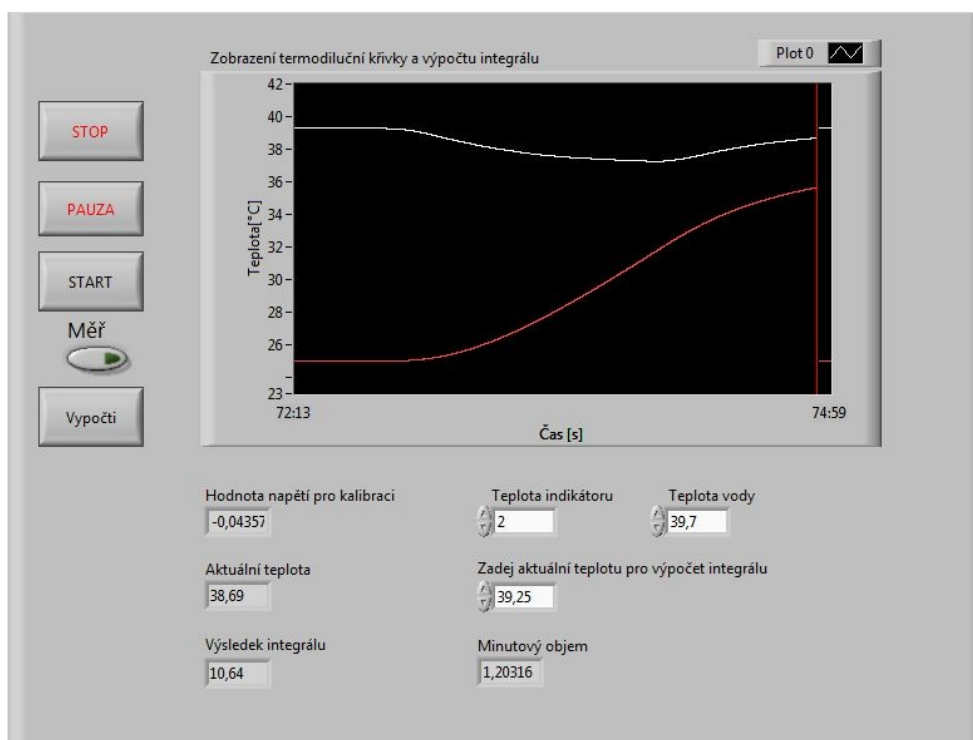 Zobrazení termodiluční křivky a výpočtu integrálu
Plot 0
STOP
PAUZA
START
Měř
Vypočti
Teplota[°C]
42
40
38
36
34
32
30
28
26
23
72:13
74:59
Čas [s]
Hodnota napětí pro kalibraci
-0,04357
Teplota indikátoru
2
Teplota vody
39,7
Aktuální teplota
38,69
Zadej aktuální teplotu pro výpočet integrálu
39,25
Výsledek integrálu
10,64
Minutový objem
1,20316